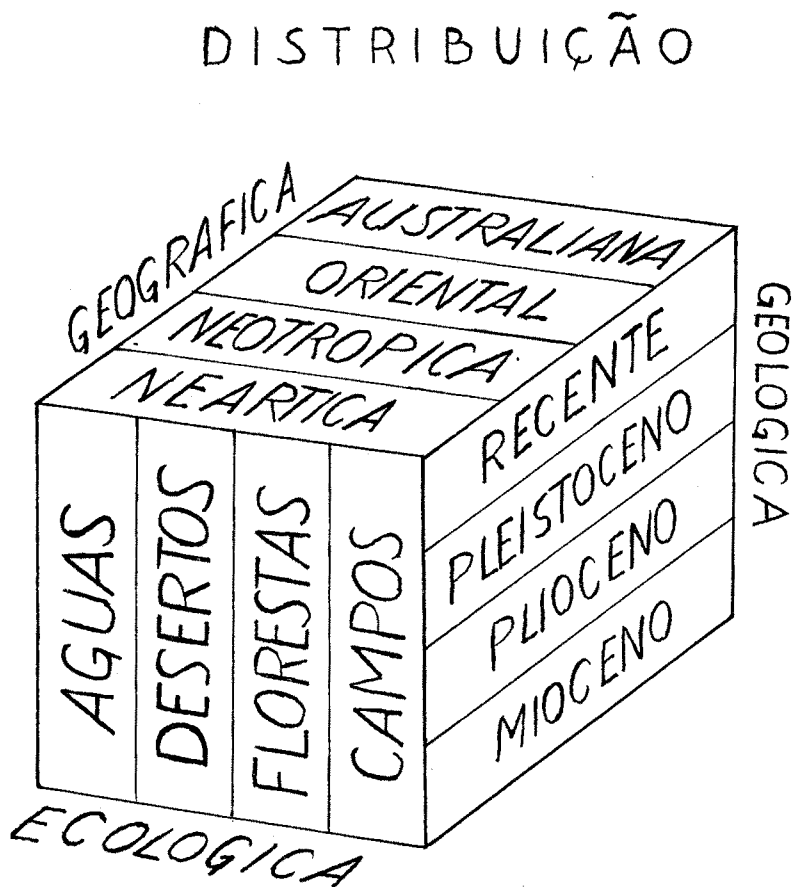 DISTRIBUIÇÃO
GEOGRAFICA
AUSTRALIANA
ORIENTAL
NEOTROPICA
NEARTICA
GEOLOGICA
RECENTE
PLEISTOCENO
PLIOCENO
MIOCENO
AGUAS
DESERTOS
FLORESTAS
CAMPOS
ECOLOGICA